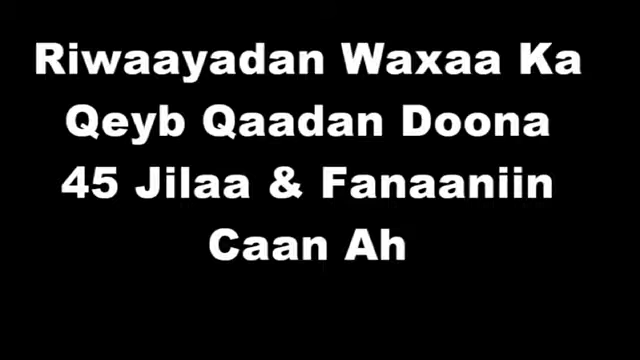 Riwaayadan Waxaa Ka
Qeyb Qaadan Doona
45 Jilaa & Fanaaniin
Caan Ah